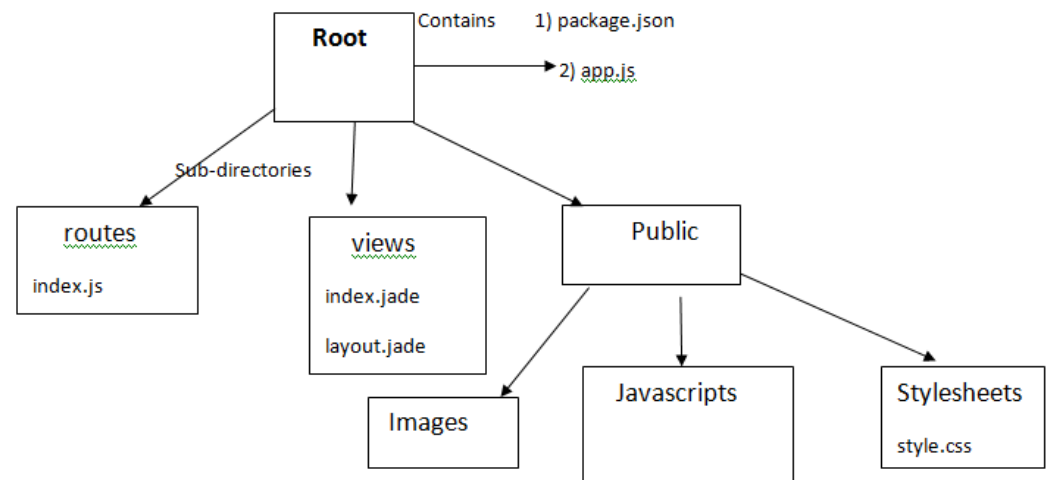 Root
Contains
1) package.json
2) app.js
Sub-directories
routes
index.js
views
index.jade
layout.jade
Public
Images
Javascripts
Stylesheets
style.css